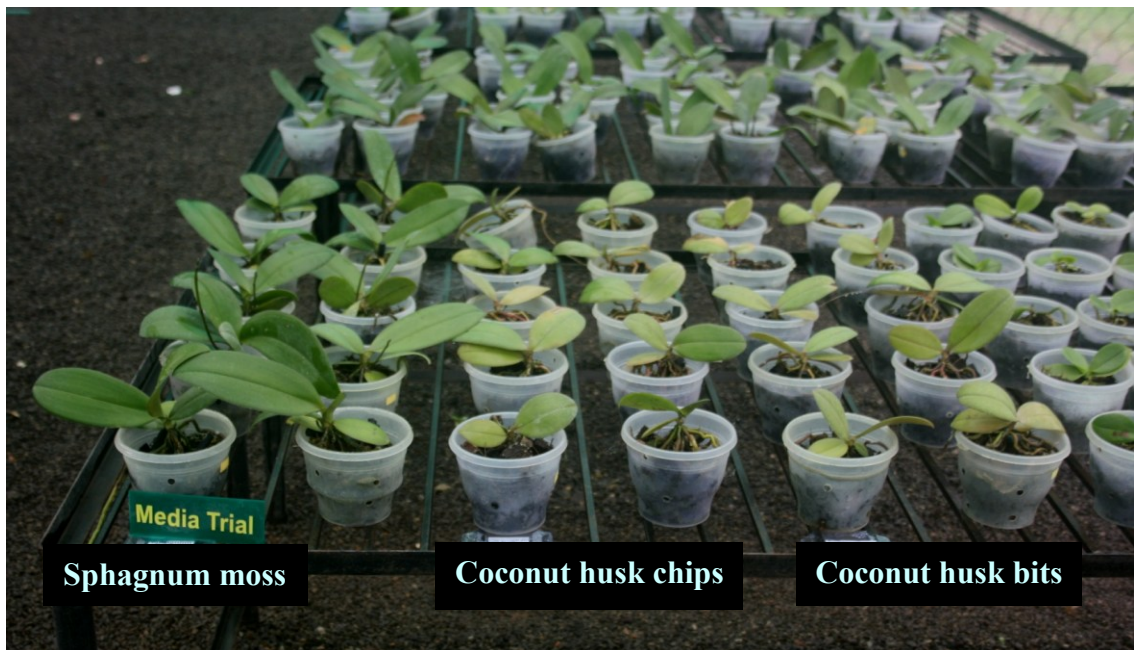 Media Trial
Sphagnum moss
Coconut husk chips
Coconut husk bits